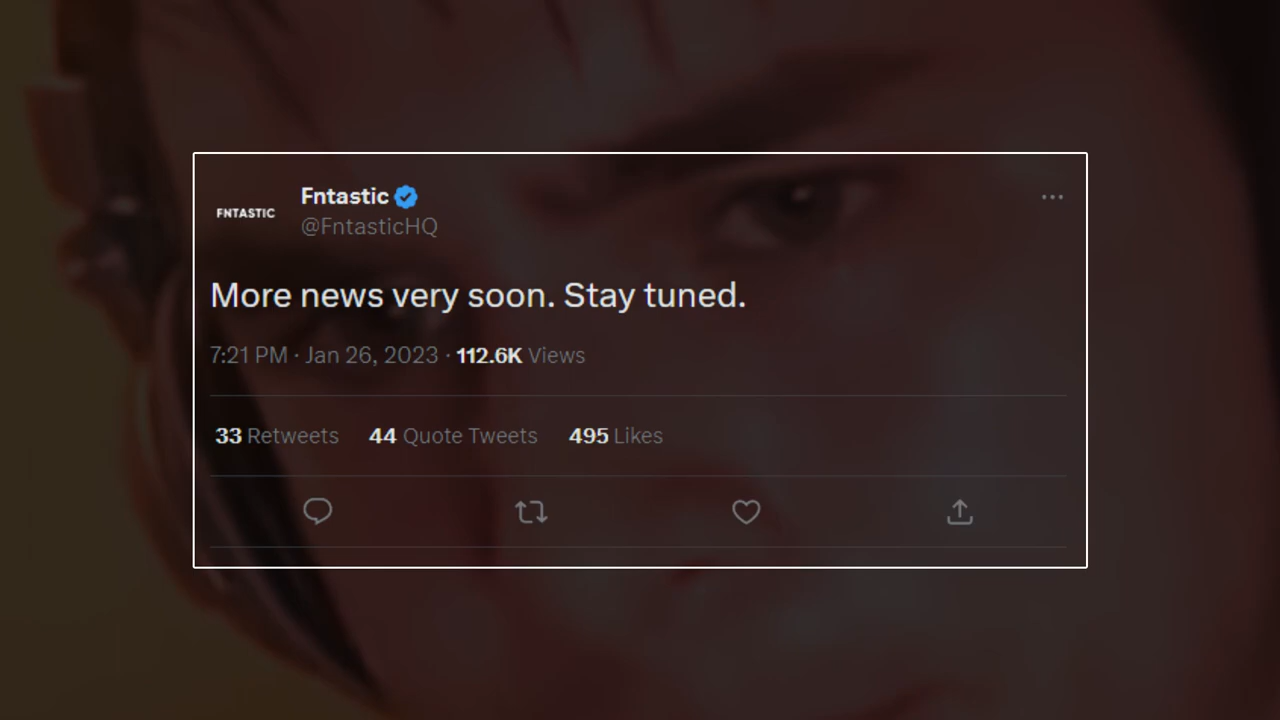 FNTASTIC
Fntastic
@FntasticHQ
More news very soon. Stay tuned.
7:21 PM · Jan 26, 2023 · 112.6K Views
33 Retweets 44 Quote Tweets 495 Likes